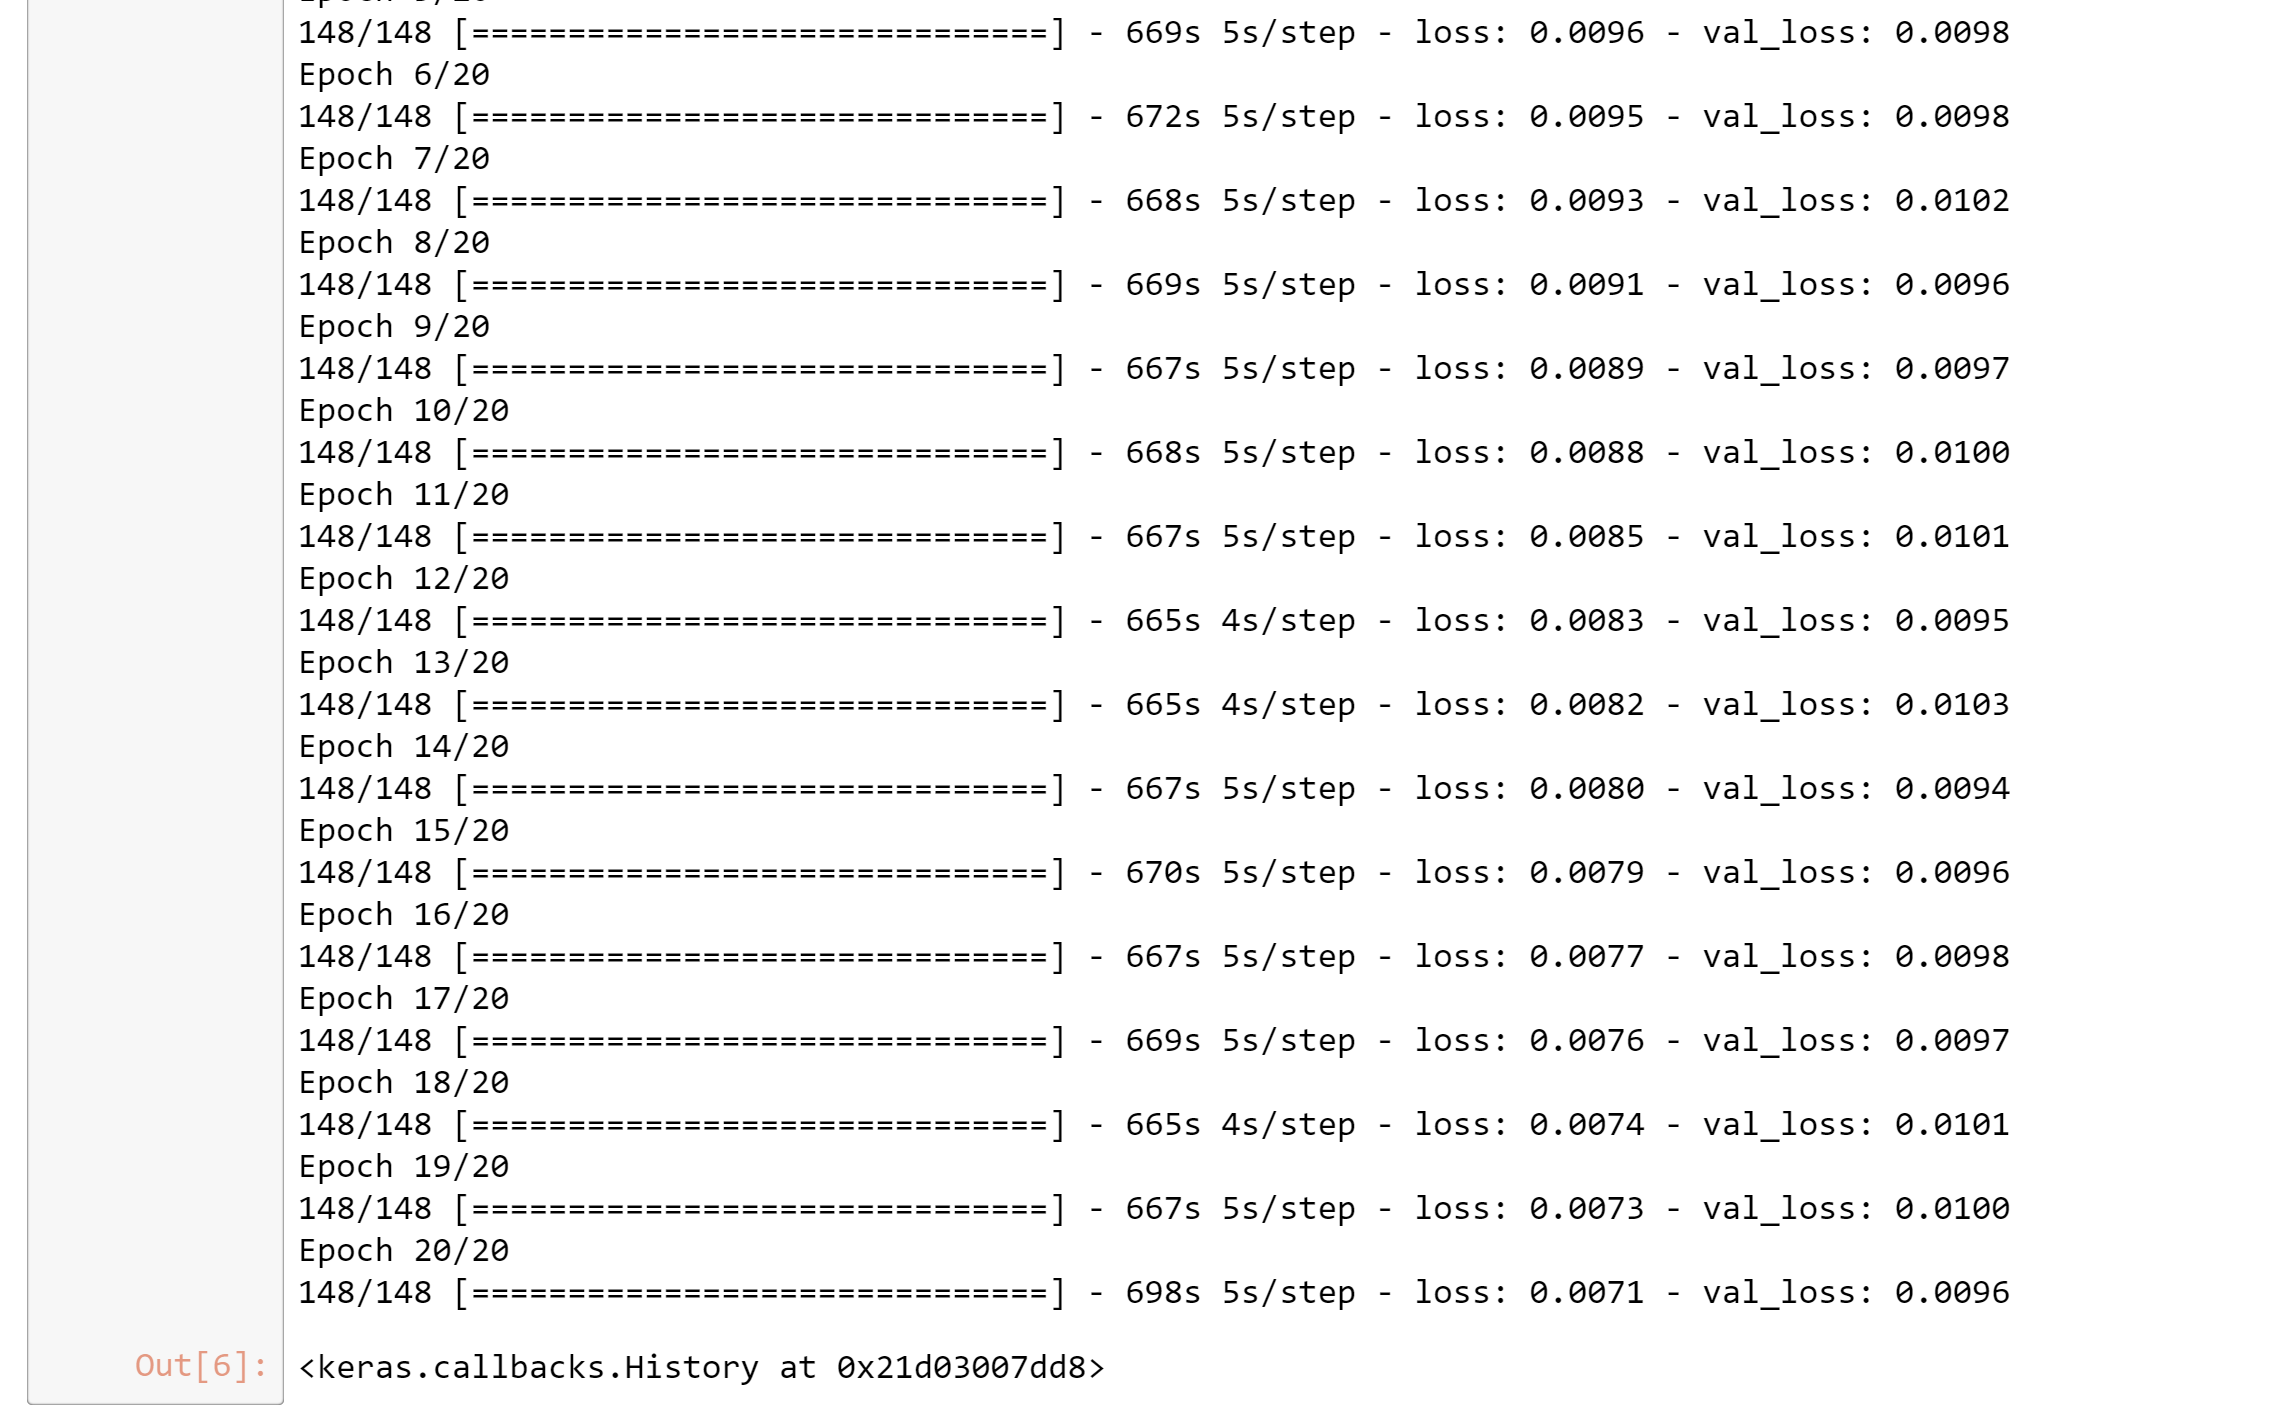 148/148 [==============================] - 669s 5s/step - loss: 0.0096 - val_loss: 0.0098
Epoch 6/20
148/148 [==============================] - 672s 5s/step - loss: 0.0095 - val_loss: 0.0098
Epoch 7/20
148/148 [==============================] - 668s 5s/step - loss: 0.0093 - val_loss: 0.0102
Epoch 8/20
148/148 [==============================] - 669s 5s/step - loss: 0.0091 - val_loss: 0.0096
Epoch 9/20
148/148 [==============================] - 667s 5s/step - loss: 0.0089 - val_loss: 0.0097
Epoch 10/20
148/148 [==============================] - 668s 5s/step - loss: 0.0088 - val_loss: 0.0100
Epoch 11/20
148/148 [==============================] - 667s 5s/step - loss: 0.0085 - val_loss: 0.0101
Epoch 12/20
148/148 [==============================] - 665s 4s/step - loss: 0.0083 - val_loss: 0.0095
Epoch 13/20
148/148 [==============================] - 665s 4s/step - loss: 0.0082 - val_loss: 0.0103
Epoch 14/20
148/148 [==============================] - 667s 5s/step - loss: 0.0080 - val_loss: 0.0094
Epoch 15/20
148/148 [==============================] - 670s 5s/step - loss: 0.0079 - val_loss: 0.0096
Epoch 16/20
148/148 [==============================] - 667s 5s/step - loss: 0.0077 - val_loss: 0.0098
Epoch 17/20
148/148 [==============================] - 669s 5s/step - loss: 0.0076 - val_loss: 0.0097
Epoch 18/20
148/148 [==============================] - 665s 4s/step - loss: 0.0074 - val_loss: 0.0101
Epoch 19/20
148/148 [==============================] - 667s 5s/step - loss: 0.0073 - val_loss: 0.0100
Epoch 20/20
148/148 [==============================] - 698s 5s/step - loss: 0.0071 - val_loss: 0.0096
Out[6]: <keras.callbacks.History at 0x21d03007dd8>